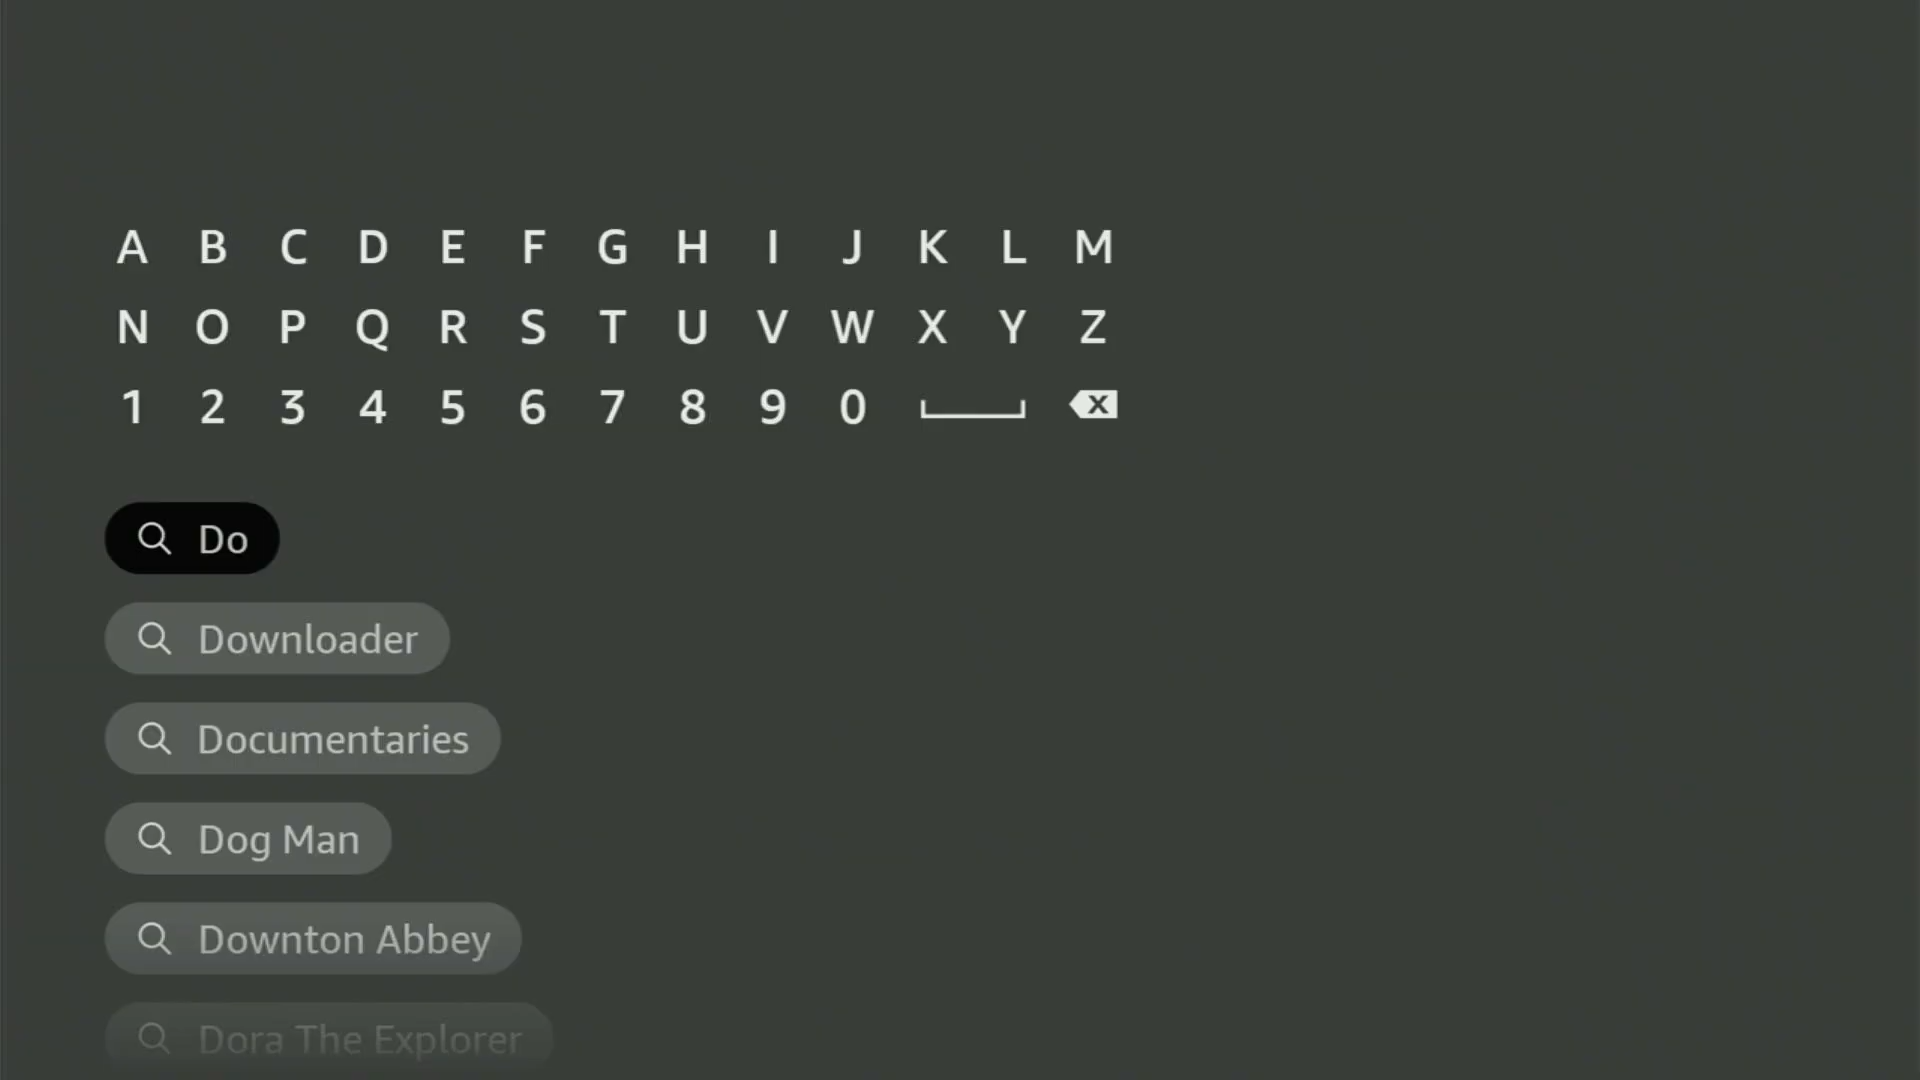 A B C D E F G H I J K L M
N O P Q R S T U V W X Y Z
1 2 3 4 5 6 7 8 9 0
Do
Downloader
Documentaries
Dog Man
Downton Abbey
Dora The Explorer